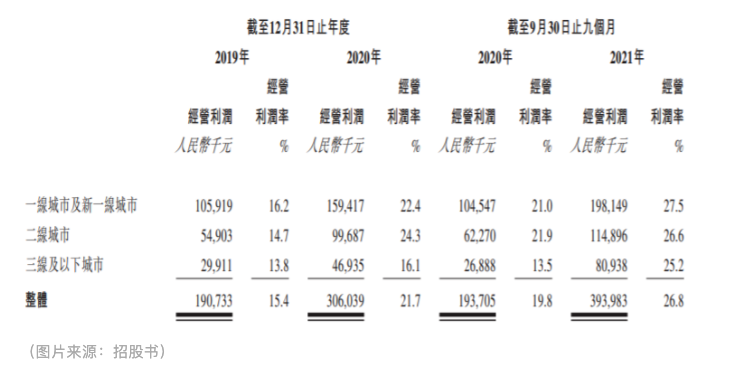 截至12月31日止年度 截至9月30日止九個月
2019年 2020年 2020年 2021年
經營 經營 經營 經營
經營利潤 利潤率 經營利潤 利潤率 經營利潤 利潤率 經營利潤 利潤率
人民幣千元 % 人民幣千元 % 人民幣千元 % 人民幣千元 %
一線城市及新一線城市 105,919 16.2 159,417 22.4 104,547 21.0 198,149 27.5
二線城市 54,903 14.7 99,687 24.3 62,270 21.9 114,896 26.6
三線及以下城市 29,911 13.8 46,935 16.1 26,888 13.5 80,938 25.2
整體 190,733 15.4 306,039 21.7 193,705 19.8 393,983 26.8
(图片来源：招股书)